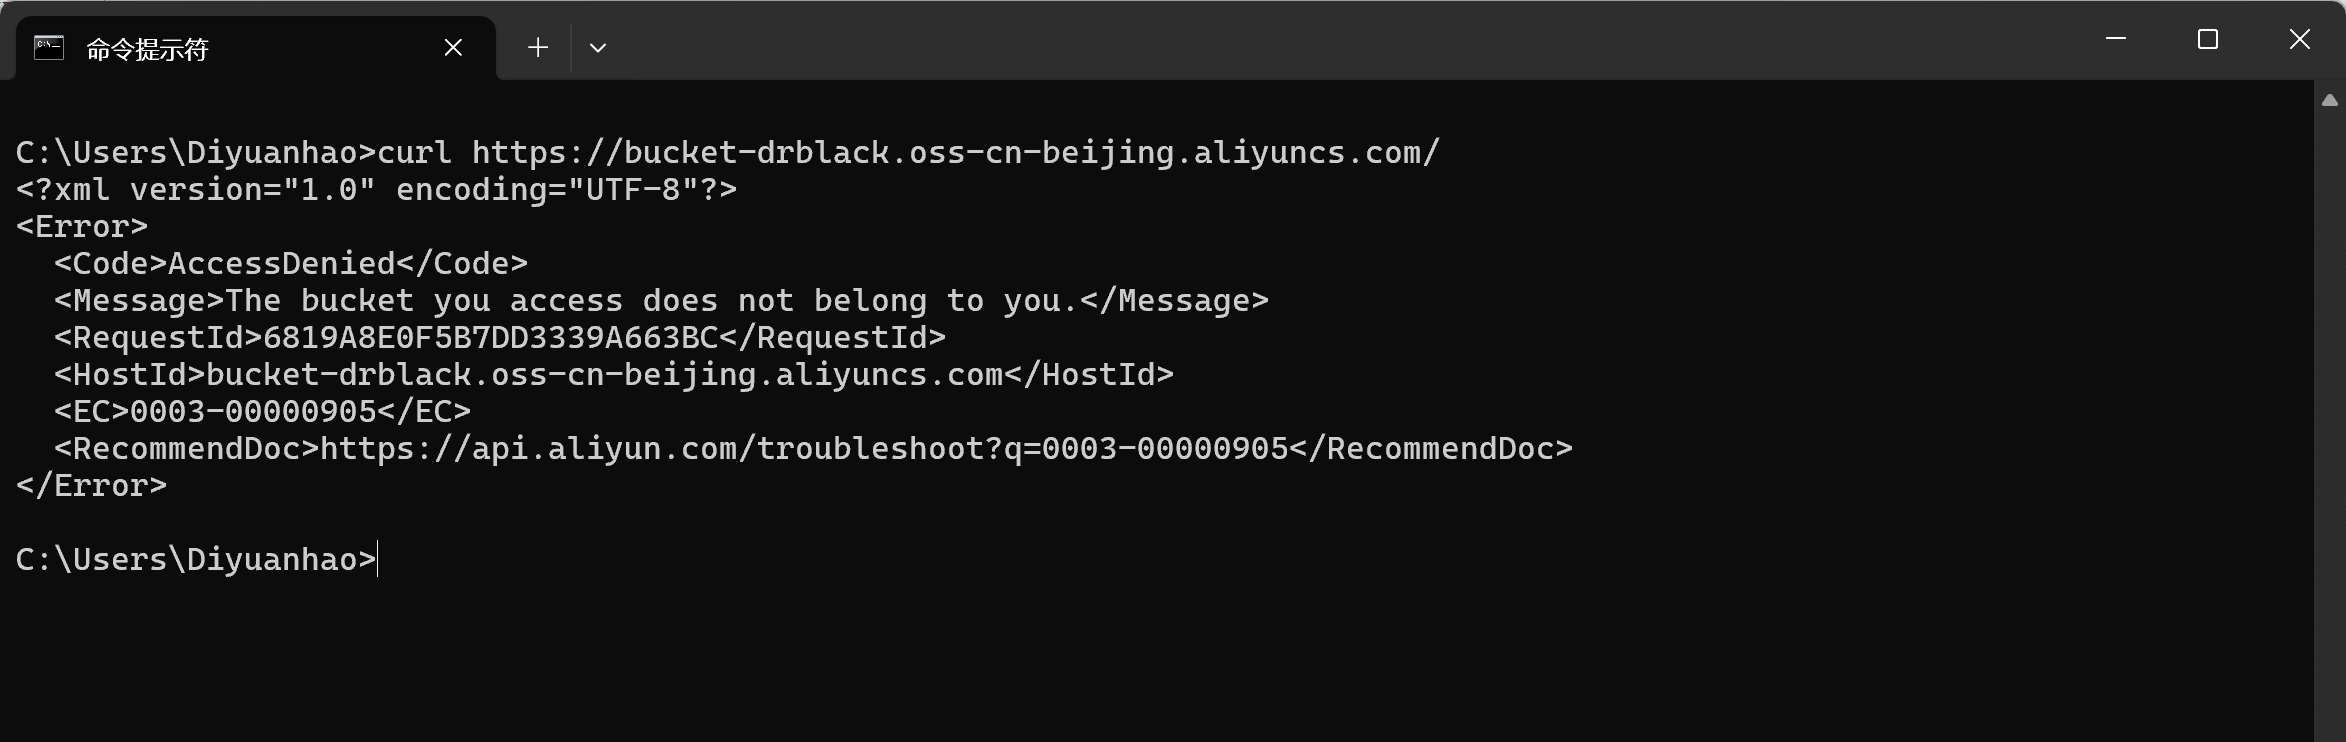 命令提示符
C:\Users\Diyuanhao>curl https://bucket-drblack.oss-cn-beijing.aliyuncs.com/
<?xml version="1.0" encoding="UTF-8"?>
<Error>
  <Code>AccessDenied</Code>
  <Message>The bucket you access does not belong to you.</Message>
  <RequestId>6819A8E0F5B7DD3339A663BC</RequestId>
  <HostId>bucket-drblack.oss-cn-beijing.aliyuncs.com</HostId>
  <EC>0003-00000905</EC>
  <RecommendDoc>https://api.aliyun.com/troubleshoot?q=0003-00000905</RecommendDoc>
</Error>
C:\Users\Diyuanhao>